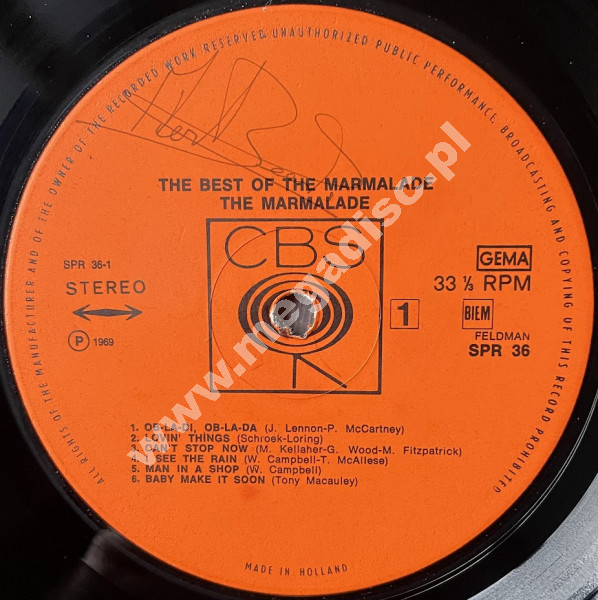 ALL RIGHTS OF THE MANUFACTURER AND OF THE OWNER OF THE RECORDED WORK RESERVED UNAUTHORIZED PUBLIC PERFORMANCE, BROADCASTING AND COPYING OF THIS RECORD PROHIBITED
THE BEST OF THE MARMALADE
THE MARMALADE
CBS
SPR 36-1
STEREO
P 1969
GEMA
33 ⅓ RPM
1
BIEM
FELDMAN
SPR 36
1. OB-LA-DI, OB-LA-DA (J. Lennon-P. McCartney)
2. LOVIN' THINGS (Schroek-Loring)
3. CAN'T STOP NOW (M. Kellaher-G. Wood-M. Fitzpatrick)
4. I SEE THE RAIN (W. Campbell-T. McAllese)
5. MAN IN A SHOP (W. Campbell)
6. BABY MAKE IT SOON (Tony Macauley)
MADE IN HOLLAND
www.megadisc.pl